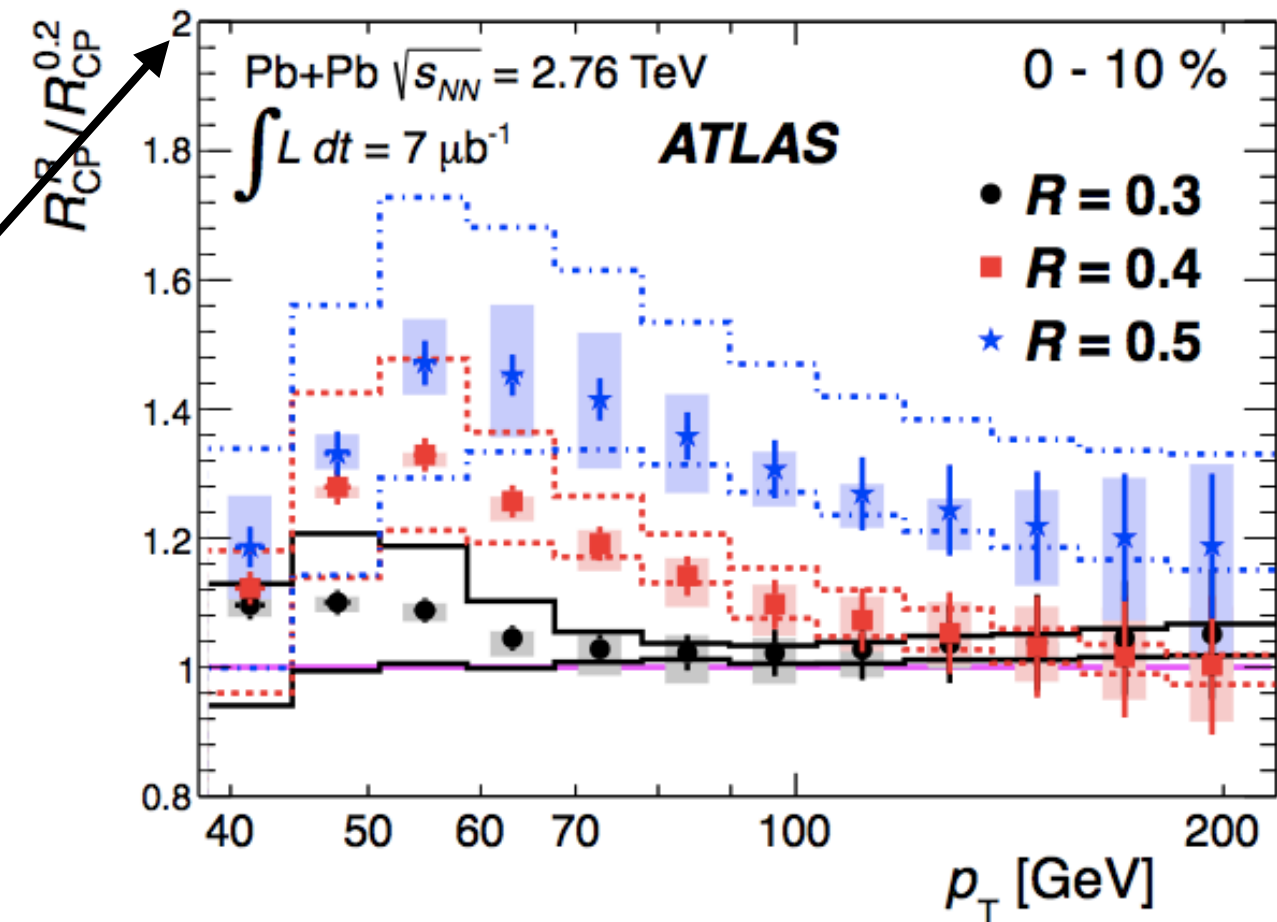 R_CP^R / R_CP^0.2
2
1.8
1.6
1.4
1.2
1
0.8
Pb+Pb √s_NN = 2.76 TeV
0 - 10 %
∫L dt = 7 μb⁻¹
ATLAS
R = 0.3
R = 0.4
R = 0.5
40 50 60 70 100 200
p_T [GeV]